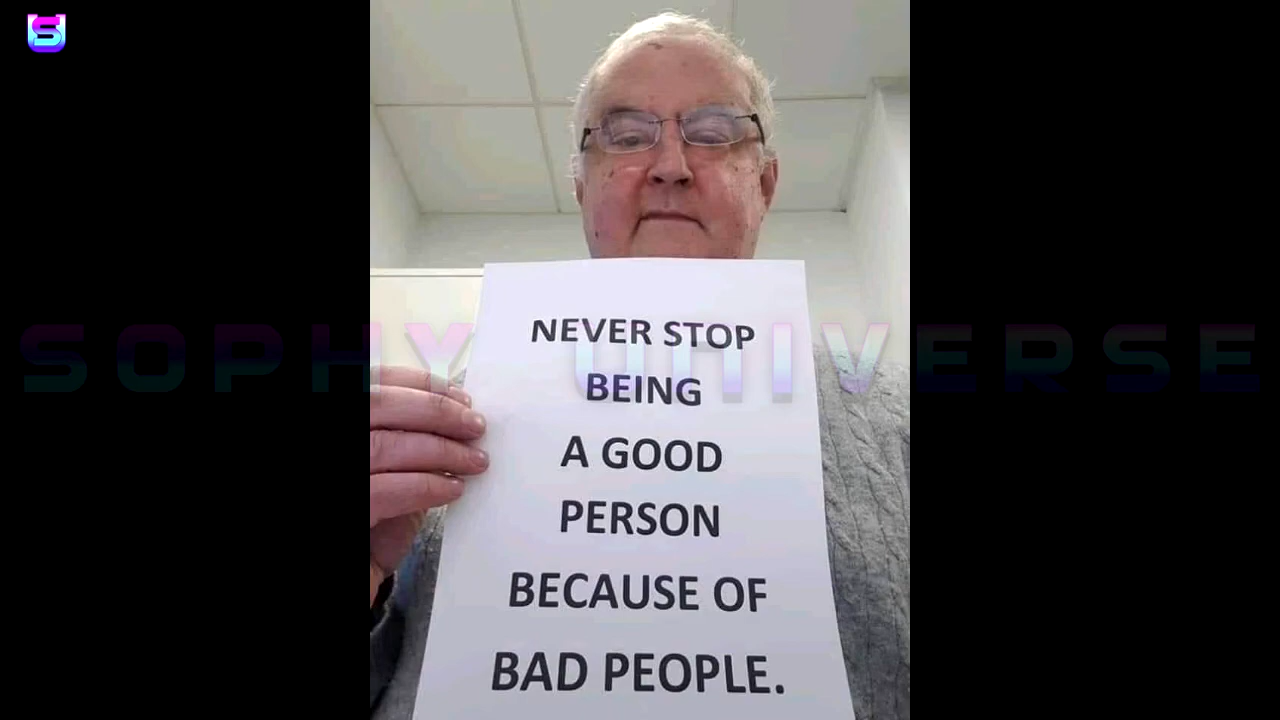 S
SOPHY UNIVERSE
NEVER STOP
BEING
A GOOD
PERSON
BECAUSE OF
BAD PEOPLE.